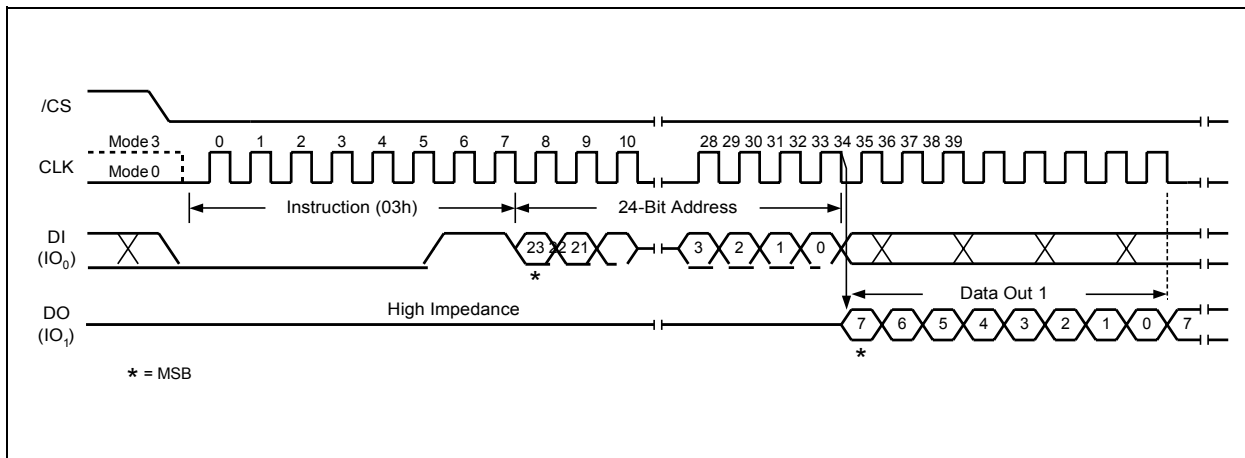 /CS
Mode 3
0 1 2 3 4 5 6 7 8 9 10 28 29 30 31 32 33 34 35 36 37 38 39
CLK
Mode 0
Instruction (03h) 24-Bit Address
DI
(IO0)
23 22 21 3 2 1 0
*
Data Out 1
DO
(IO1)
High Impedance
7 6 5 4 3 2 1 0 7
*
* = MSB